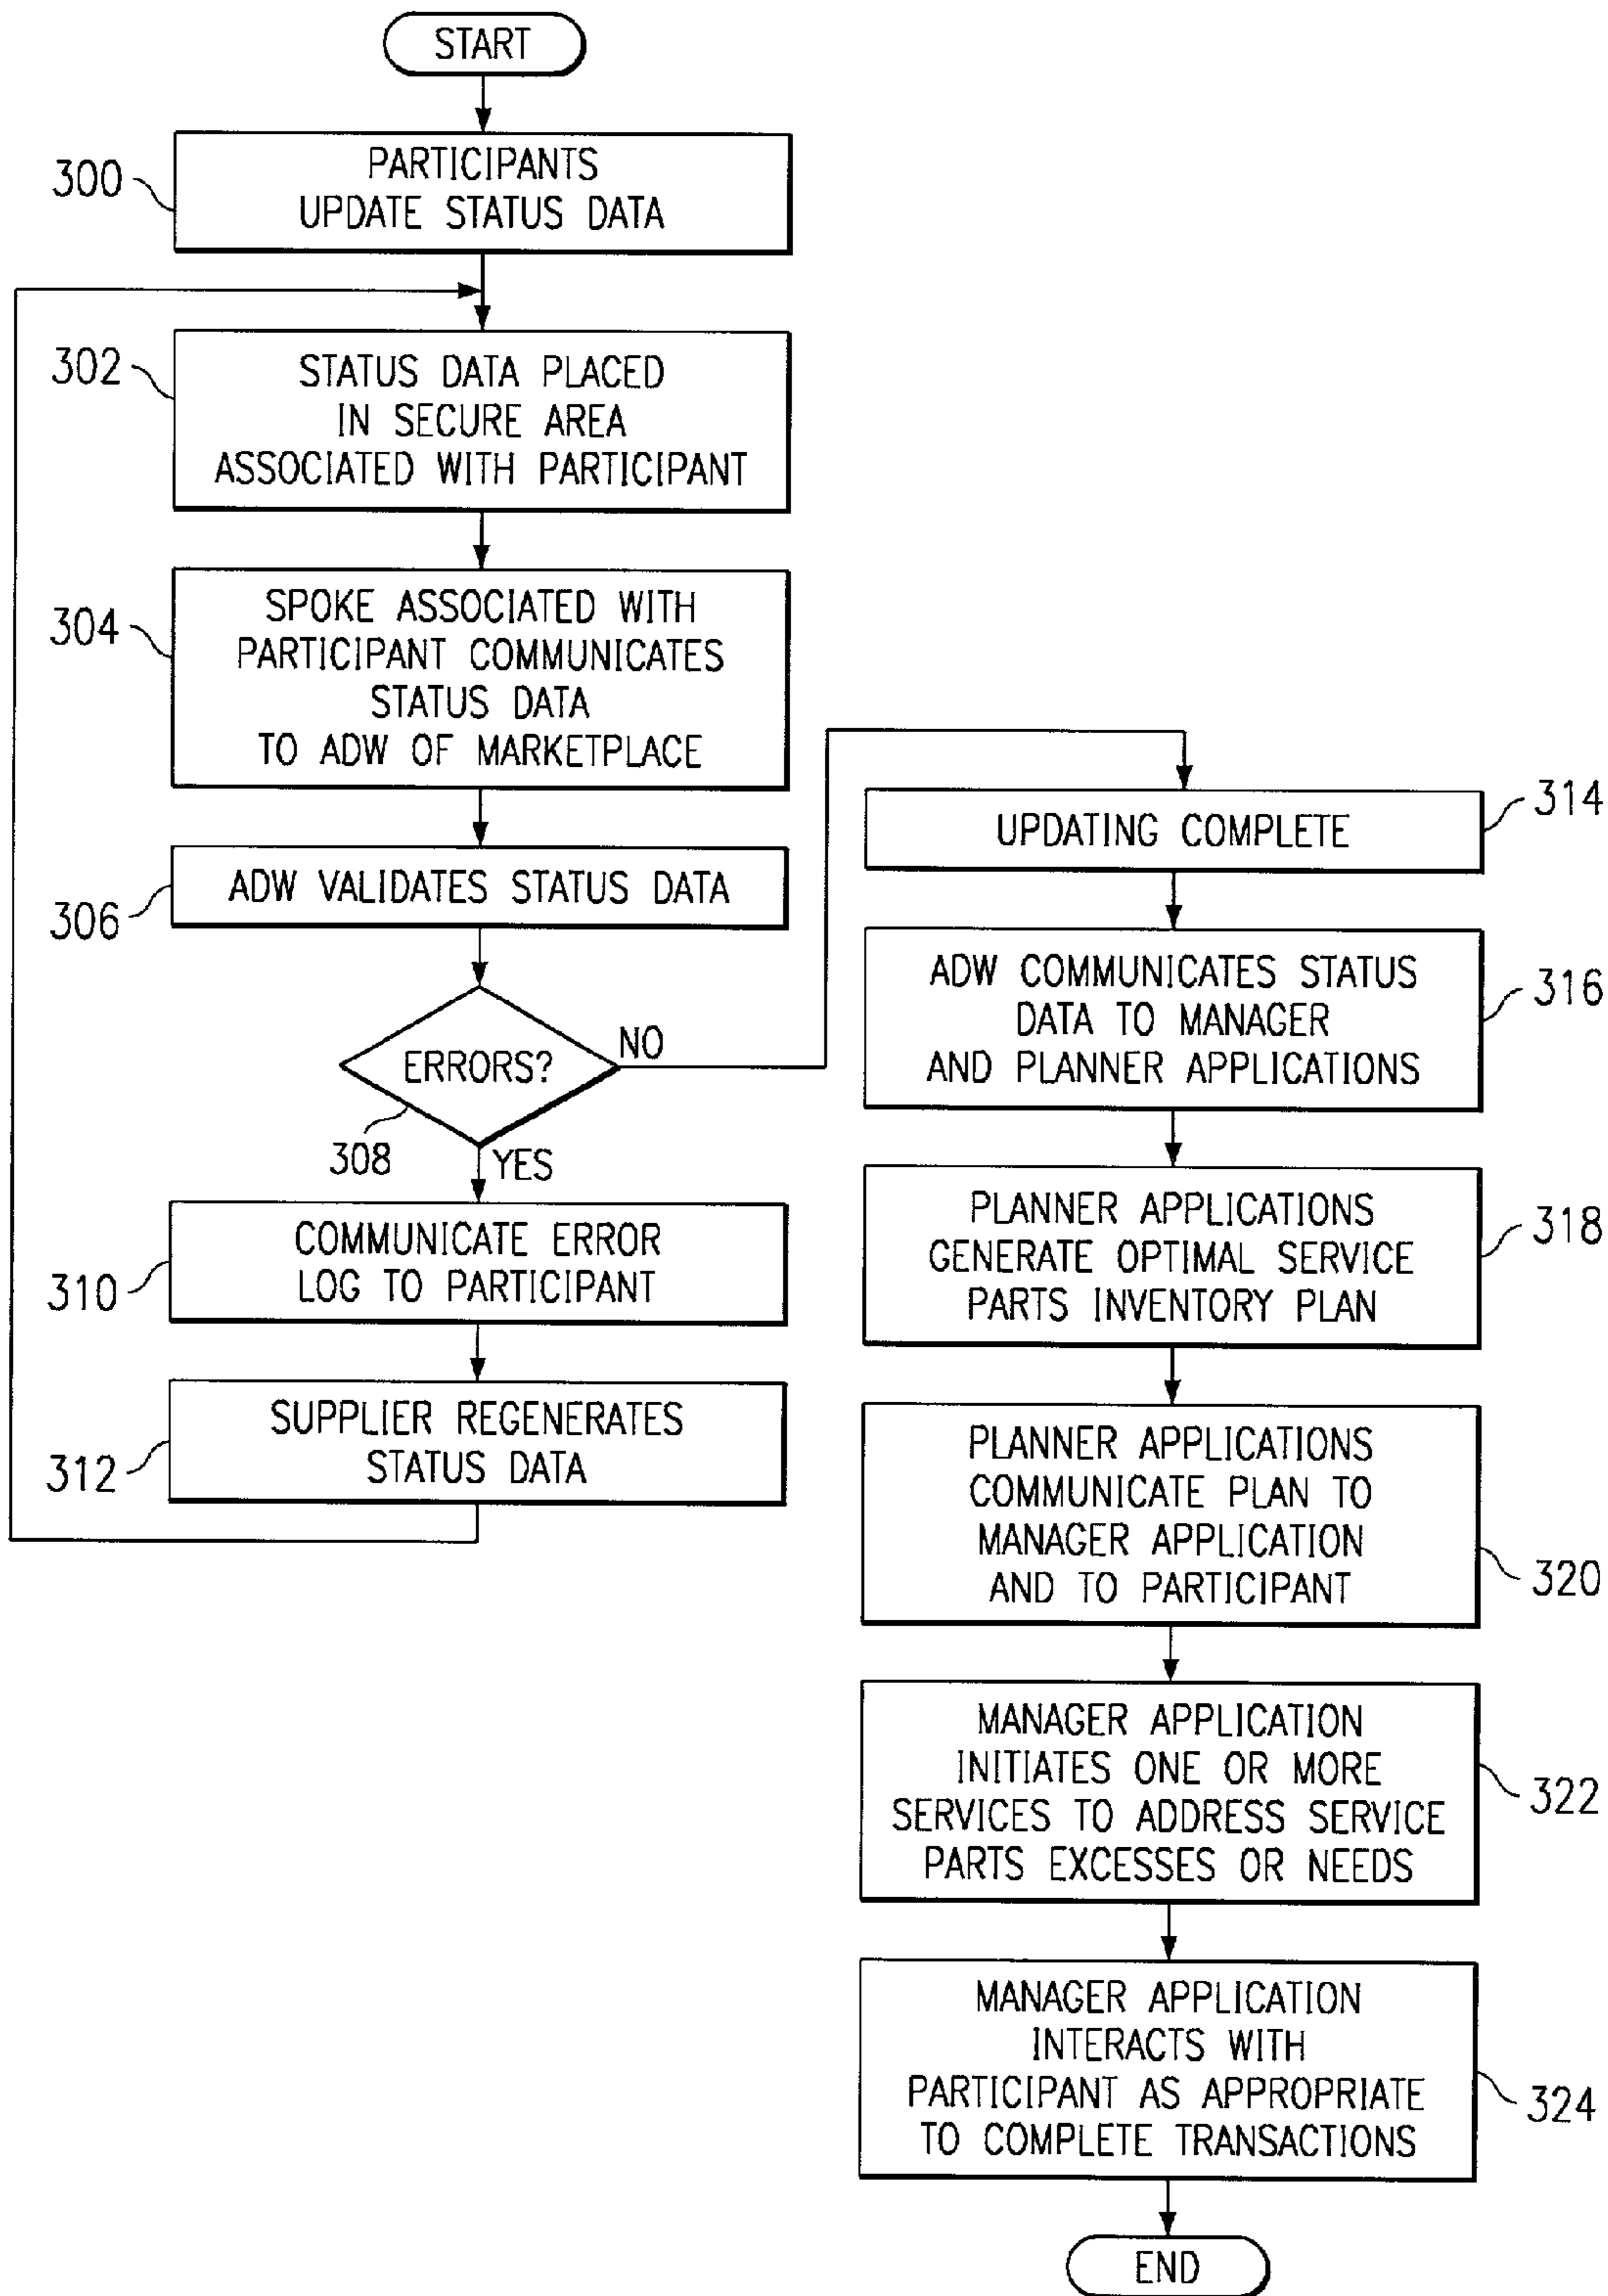 START
300
PARTICIPANTS
UPDATE STATUS DATA
302
STATUS DATA PLACED
IN SECURE AREA
ASSOCIATED WITH PARTICIPANT
304
SPOKE ASSOCIATED WITH
PARTICIPANT COMMUNICATES
STATUS DATA
TO ADW OF MARKETPLACE
306
ADW VALIDATES STATUS DATA
ERRORS?
NO
308
YES
310
COMMUNICATE ERROR
LOG TO PARTICIPANT
312
SUPPLIER REGENERATES
STATUS DATA
UPDATING COMPLETE
314
ADW COMMUNICATES STATUS
DATA TO MANAGER
AND PLANNER APPLICATIONS
316
PLANNER APPLICATIONS
GENERATE OPTIMAL SERVICE
PARTS INVENTORY PLAN
318
PLANNER APPLICATIONS
COMMUNICATE PLAN TO
MANAGER APPLICATION
AND TO PARTICIPANT
320
MANAGER APPLICATION
INITIATES ONE OR MORE
SERVICES TO ADDRESS SERVICE
PARTS EXCESSES OR NEEDS
322
MANAGER APPLICATION
INTERACTS WITH
PARTICIPANT AS APPROPRIATE
TO COMPLETE TRANSACTIONS
324
END